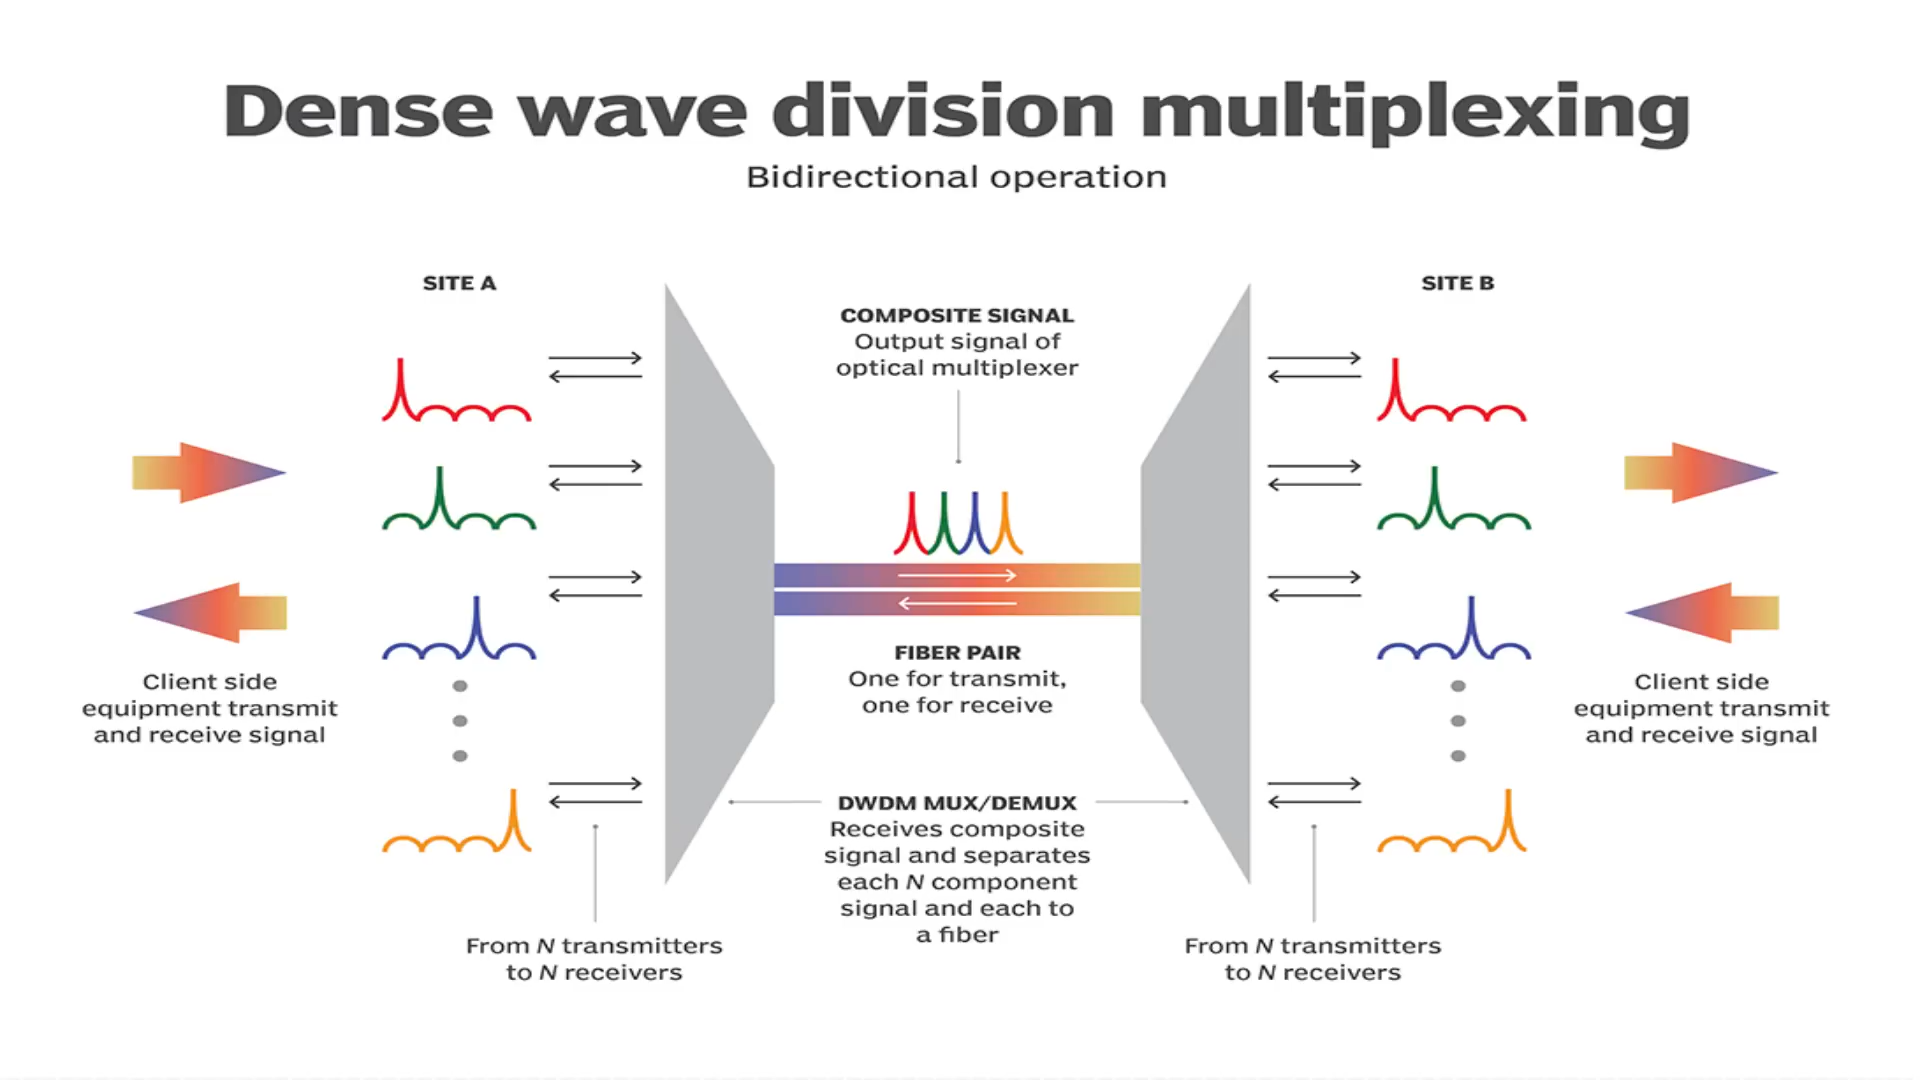 Dense wave division multiplexing
Bidirectional operation
SITE A
SITE B
COMPOSITE SIGNAL
Output signal of
optical multiplexer
FIBER PAIR
One for transmit,
one for receive
Client side
equipment transmit
and receive signal
Client side
equipment transmit
and receive signal
DWDM MUX/DEMUX
Receives composite
signal and separates
each N component
signal and each to
a fiber
From N transmitters
to N receivers
From N transmitters
to N receivers